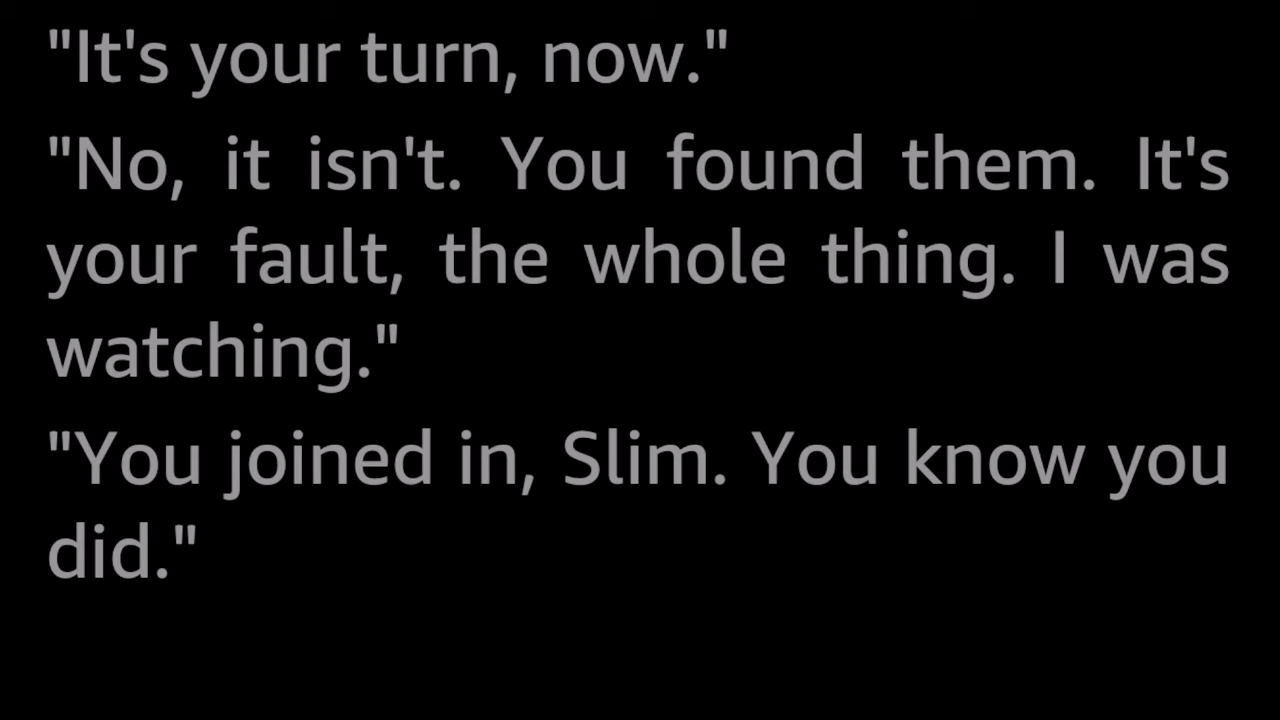 "It's your turn, now."
"No, it isn't. You found them. It's
your fault, the whole thing. I was
watching."
"You joined in, Slim. You know you
did."